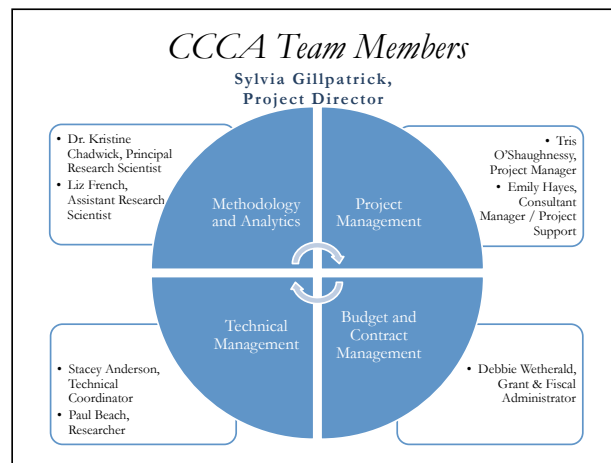 CCCA Team Members
Sylvia Gillpatrick,
Project Director
• Dr. Kristine
Chadwick, Principal
Research Scientist
• Liz French,
Assistant Research
Scientist
Methodology
and Analytics
Project
Management
• Tris
O'Shaughnessy,
Project Manager
• Emily Hayes,
Consultant
Manager / Project
Support
Technical
Management
Budget and
Contract
Management
• Stacey Anderson,
Technical
Coordinator
• Paul Beach,
Researcher
• Debbie Wetherald,
Grant & Fiscal
Administrator